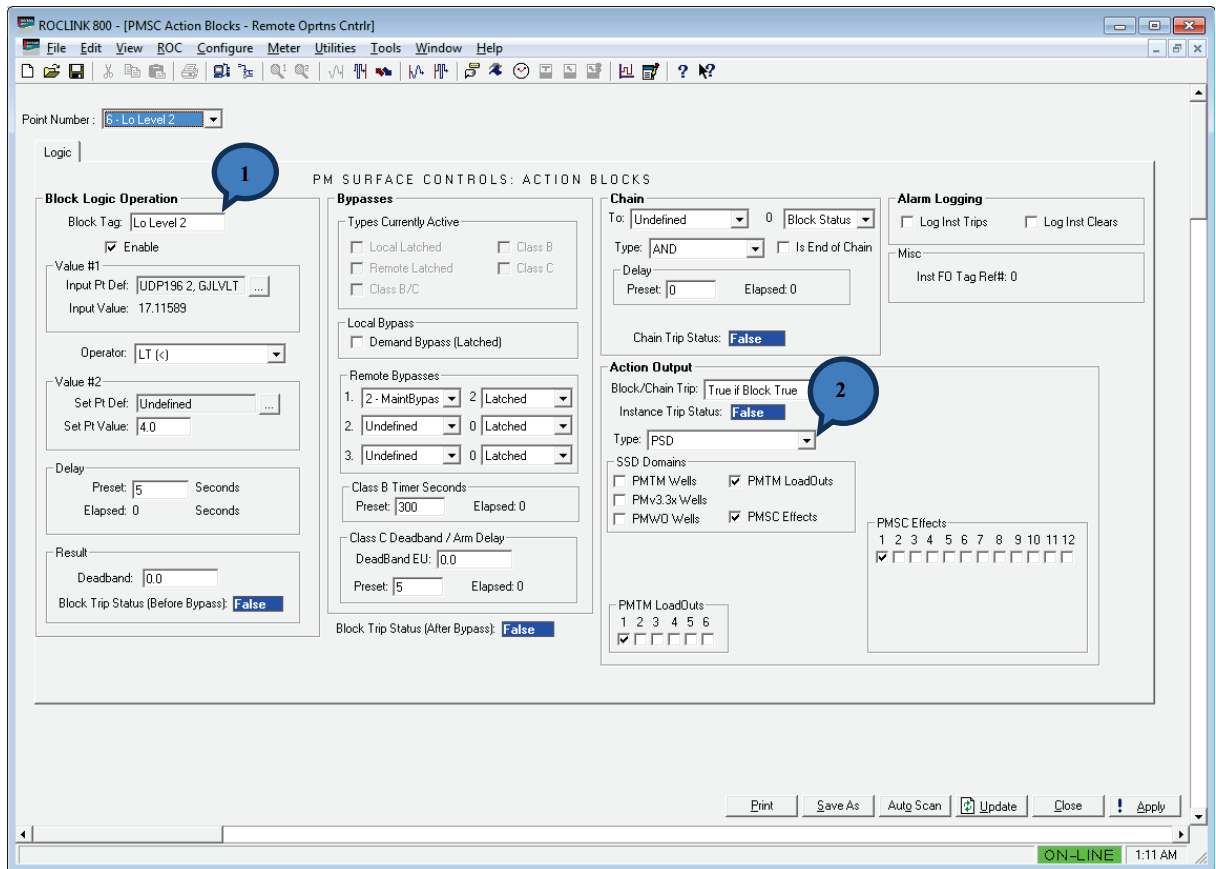 ROCLINK 800 - [PMSC Action Blocks - Remote Oprtns Cntrlr]
File Edit View ROC Configure Meter Utilities Tools Window Help
Point Number : 6 - Lo Level 2
Logic
1
PM SURFACE CONTROLS: ACTION BLOCKS
Block Logic Operation
Block Tag: Lo Level 2
Enable
Value #1
Input Pt Def: UDP196 2, GJLVLT ...
Input Value: 17.11589
Operator: LT (<)
Value #2
Set Pt Def: Undefined ...
Set Pt Value: 4.0
Delay
Preset: 5 Seconds
Elapsed: 0 Seconds
Result
Deadband: 0.0
Block Trip Status (Before Bypass): False
Bypasses
Types Currently Active
Local Latched Class B
Remote Latched Class C
Class B/C
Local Bypass
Demand Bypass (Latched)
Remote Bypasses
1. 2 - MaintBypas 2 Latched
2. Undefined 0 Latched
3. Undefined 0 Latched
Class B Timer Seconds
Preset: 300 Elapsed: 0
Class C Deadband / Arm Delay
DeadBand EU: 0.0
Preset: 5 Elapsed: 0
Block Trip Status (After Bypass): False
Chain
To: Undefined 0 Block Status
Type: AND Is End of Chain
Delay
Preset: 0 Elapsed: 0
Chain Trip Status: False
Action Output
Block/Chain Trip: True if Block True
2
Instance Trip Status: False
Type: PSD
SSD Domains
PMTM Wells PMTM LoadOuts
PMv3.3x Wells
PMWO Wells PMSC Effects
PMSC Effects
1 2 3 4 5 6 7 8 9 10 11 12
PMTM LoadOuts
1 2 3 4 5 6
Alarm Logging
Log Inst Trips Log Inst Clears
Misc
Inst FO Tag Ref#: 0
Print Save As Auto Scan Update Close ! Apply
ON-LINE 1:11 AM